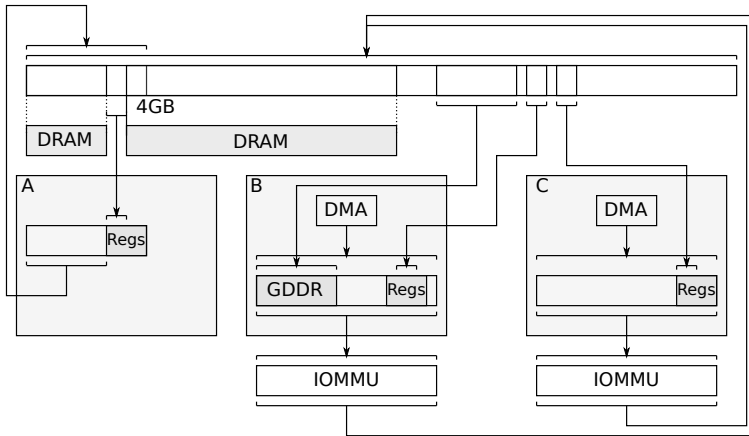 4GB
DRAM
DRAM
A
B
C
DMA
DMA
Regs
GDDR
Regs
Regs
IOMMU
IOMMU